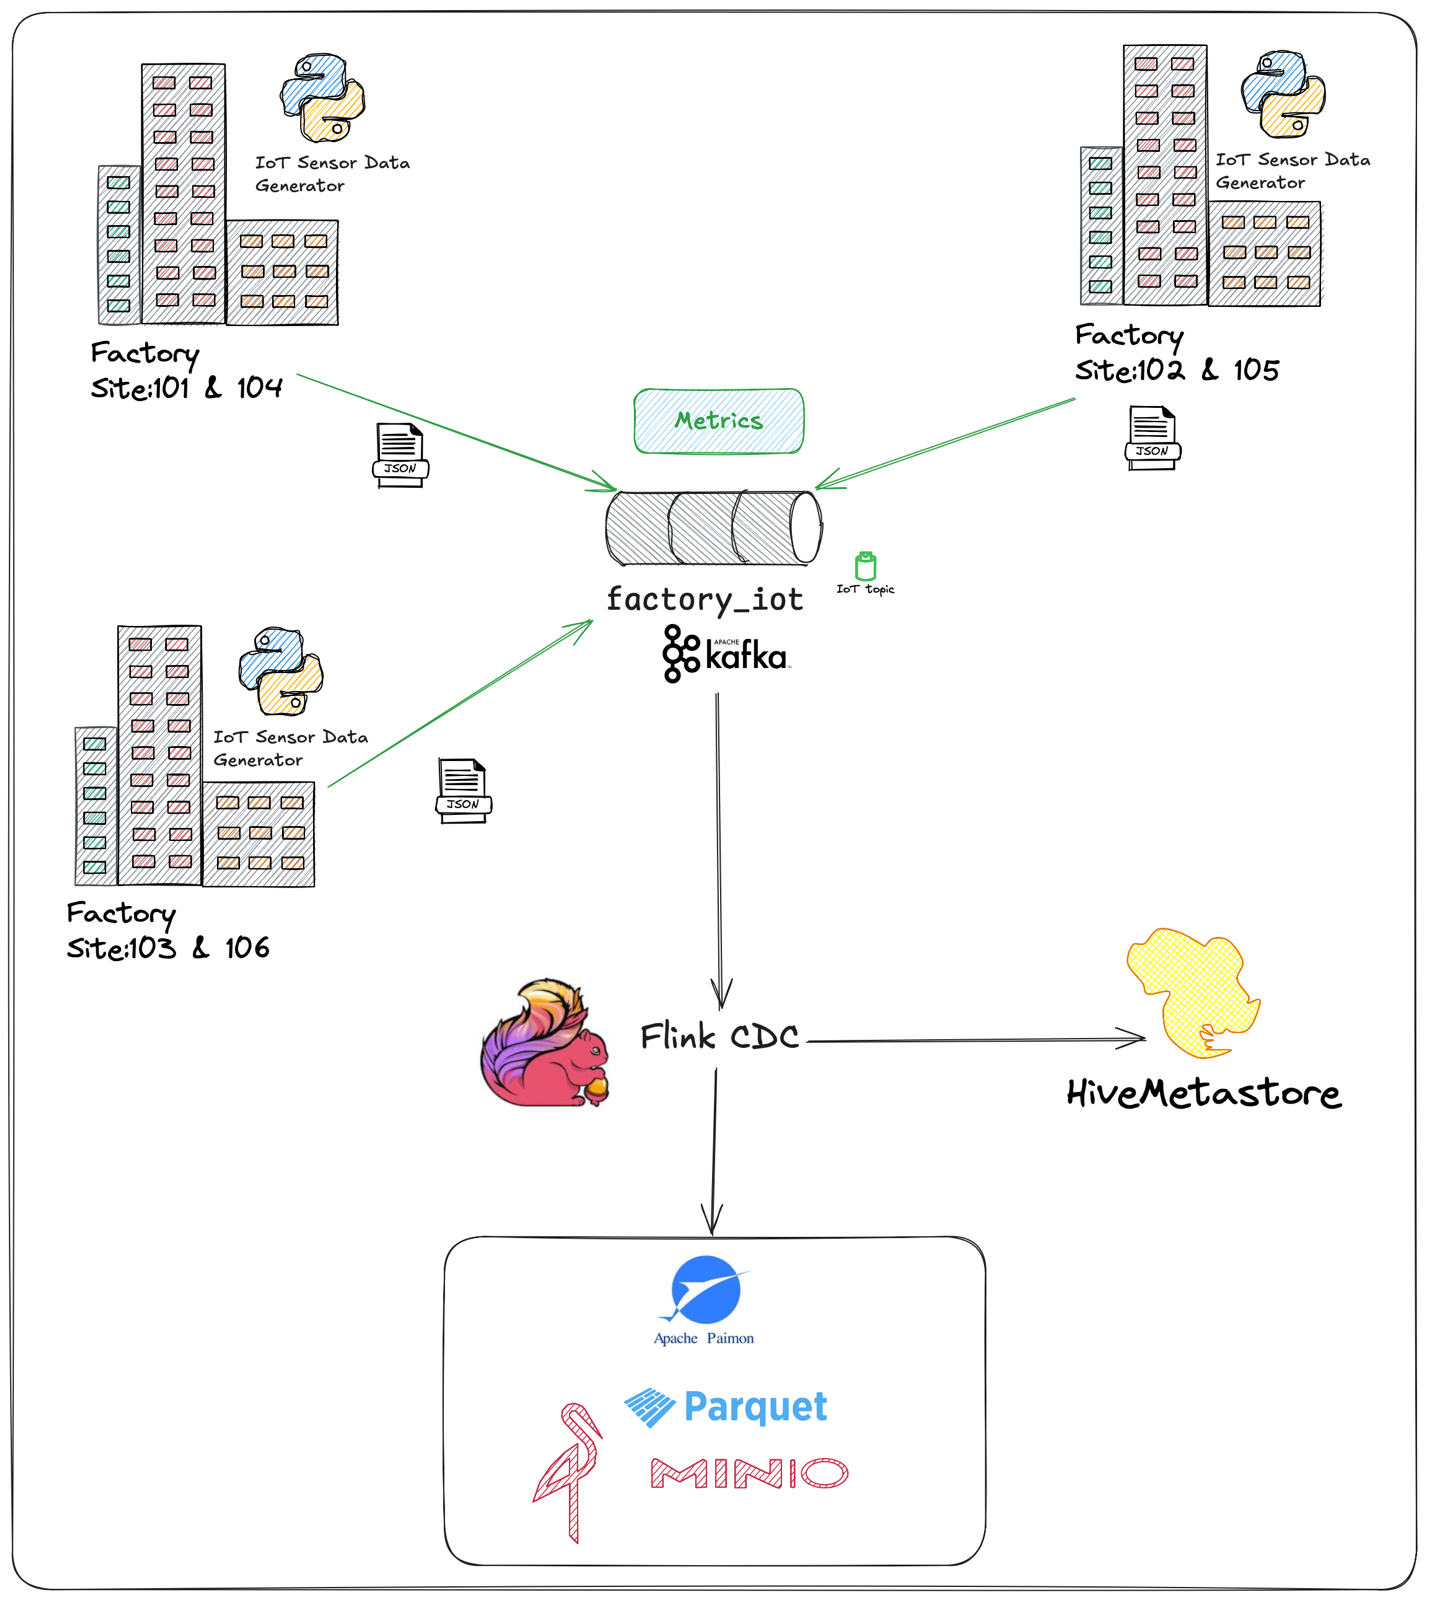 IoT Sensor Data
Generator
Factory
Site:101 & 104
JSON
IoT Sensor Data
Generator
Factory
Site:102 & 105
JSON
Metrics
factory_iot
IoT topic
APACHE
kafka
IoT Sensor Data
Generator
Factory
Site:103 & 106
JSON
Flink CDC
HiveMetastore
Apache Paimon
Parquet
MINIO